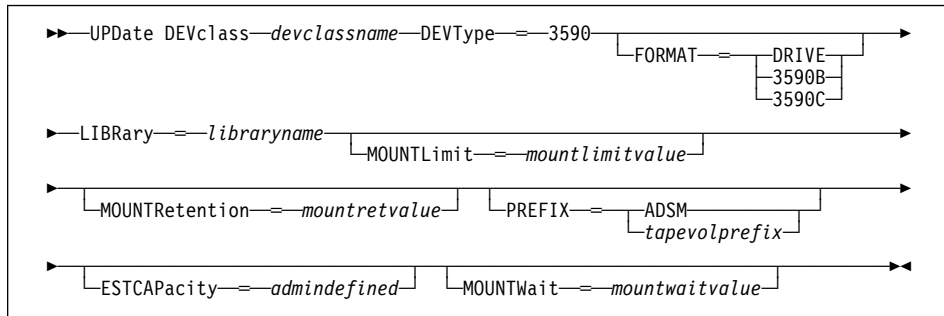 UPDate DEVclass devclassname DEVType = 3590
FORMAT = DRIVE
3590B
3590C
LIBRary = libraryname
MOUNTLimit = mountlimitvalue
MOUNTRetention = mountretvalue
PREFIX = ADSM
tapevolprefix
ESTCAPacity = admindefined
MOUNTWait = mountwaitvalue